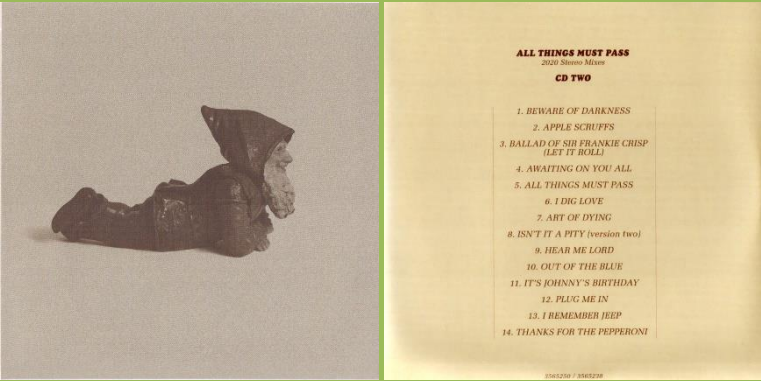 ALL THINGS MUST PASS
2020 Stereo Mixes
CD TWO
1. BEWARE OF DARKNESS
2. APPLE SCRUFFS
3. BALLAD OF SIR FRANKIE CRISP
(LET IT ROLL)
4. AWAITING ON YOU ALL
5. ALL THINGS MUST PASS
6. I DIG LOVE
7. ART OF DYING
8. ISN'T IT A PITY (version two)
9. HEAR ME LORD
10. OUT OF THE BLUE
11. IT'S JOHNNY'S BIRTHDAY
12. PLUG ME IN
13. I REMEMBER JEEP
14. THANKS FOR THE PEPPERONI
3565250 / 3565238